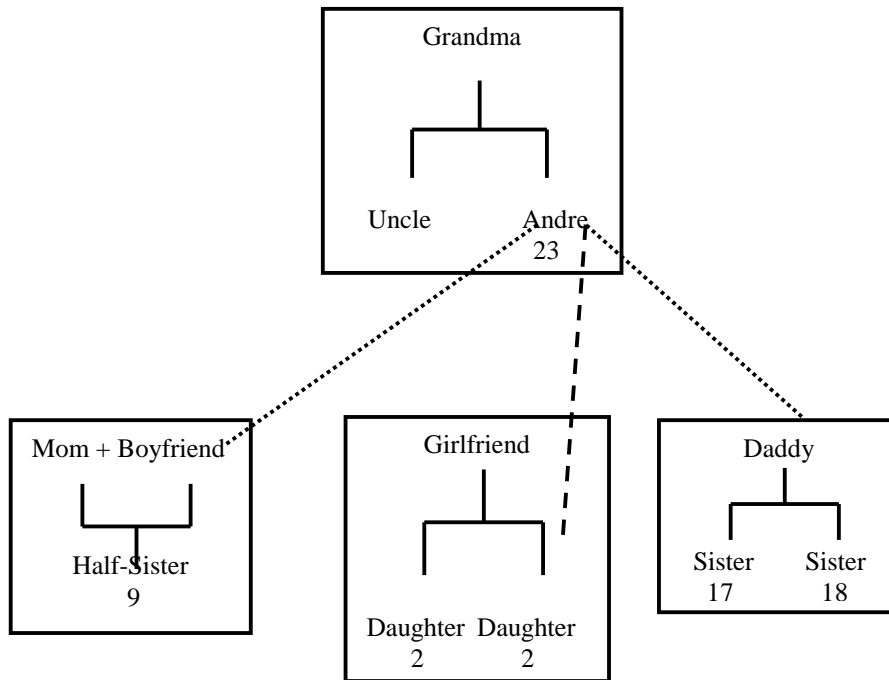 Grandma
Uncle Andre
23
Mom + Boyfriend
Half-Sister
9
Girlfriend
Daughter Daughter
2 2
Daddy
Sister Sister
17 18